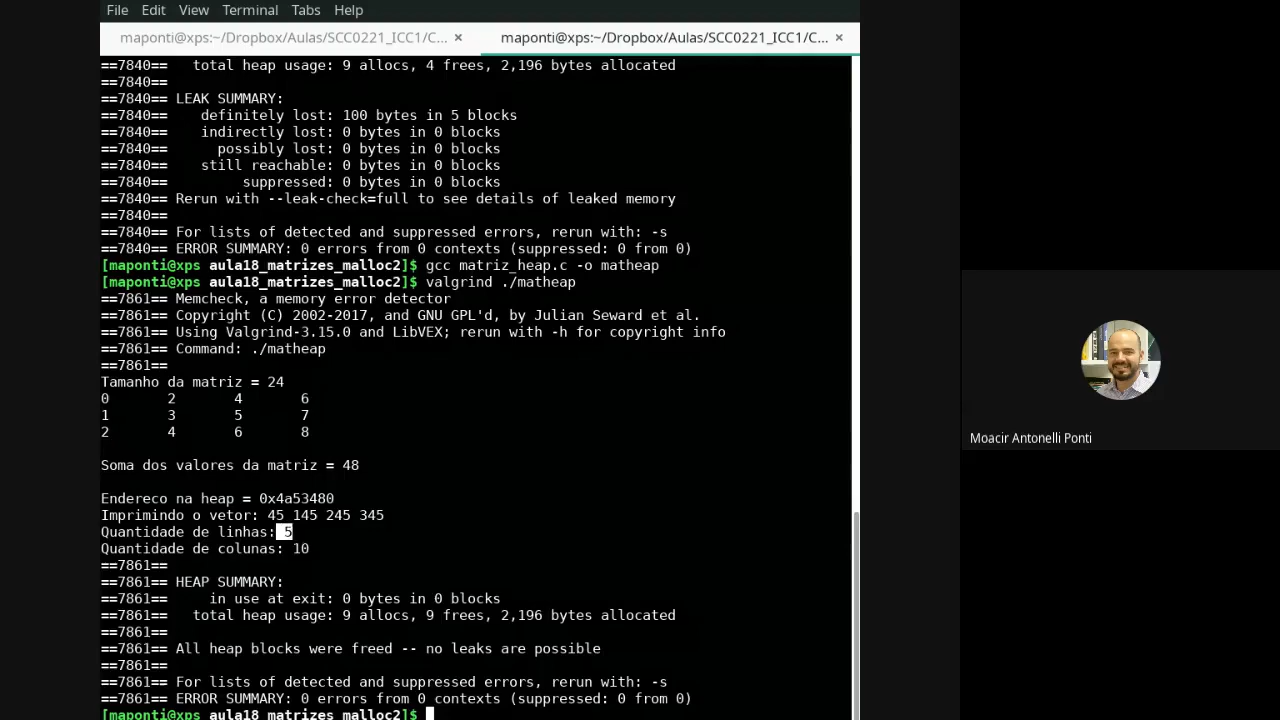 File Edit View Terminal Tabs Help
maponti@xps:~/Dropbox/Aulas/SCC0221_ICC1/C... × maponti@xps:~/Dropbox/Aulas/SCC0221_ICC1/C... ×
==7840== total heap usage: 9 allocs, 4 frees, 2,196 bytes allocated
==7840==
==7840== LEAK SUMMARY:
==7840== definitely lost: 100 bytes in 5 blocks
==7840== indirectly lost: 0 bytes in 0 blocks
==7840== possibly lost: 0 bytes in 0 blocks
==7840== still reachable: 0 bytes in 0 blocks
==7840== suppressed: 0 bytes in 0 blocks
==7840== Rerun with --leak-check=full to see details of leaked memory
==7840==
==7840== For lists of detected and suppressed errors, rerun with: -s
==7840== ERROR SUMMARY: 0 errors from 0 contexts (suppressed: 0 from 0)
[maponti@xps aula18_matrizes_malloc2]$ gcc matriz_heap.c -o matheap
[maponti@xps aula18_matrizes_malloc2]$ valgrind ./matheap
==7861== Memcheck, a memory error detector
==7861== Copyright (C) 2002-2017, and GNU GPL'd, by Julian Seward et al.
==7861== Using Valgrind-3.15.0 and LibVEX; rerun with -h for copyright info
==7861== Command: ./matheap
==7861==
Tamanho da matriz = 24
0 2 4 6
1 3 5 7
2 4 6 8
Soma dos valores da matriz = 48
Endereco na heap = 0x4a53480
Imprimindo o vetor: 45 145 245 345
Quantidade de linhas: 5
Quantidade de colunas: 10
==7861==
==7861== HEAP SUMMARY:
==7861== in use at exit: 0 bytes in 0 blocks
==7861== total heap usage: 9 allocs, 9 frees, 2,196 bytes allocated
==7861==
==7861== All heap blocks were freed -- no leaks are possible
==7861==
==7861== For lists of detected and suppressed errors, rerun with: -s
==7861== ERROR SUMMARY: 0 errors from 0 contexts (suppressed: 0 from 0)
[maponti@xps aula18_matrizes_malloc2]$
Moacir Antonelli Ponti